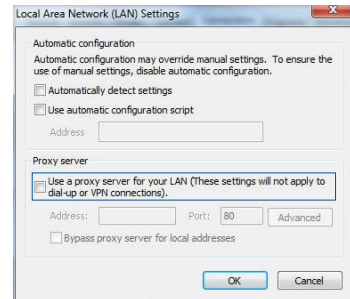 Local Area Network (LAN) Settings
Automatic configuration
Automatic configuration may override manual settings. To ensure the
use of manual settings, disable automatic configuration.
Automatically detect settings
Use automatic configuration script
Address
Proxy server
Use a proxy server for your LAN (These settings will not apply to
dial-up or VPN connections).
Address: Port: 80 Advanced
Bypass proxy server for local addresses
OK Cancel